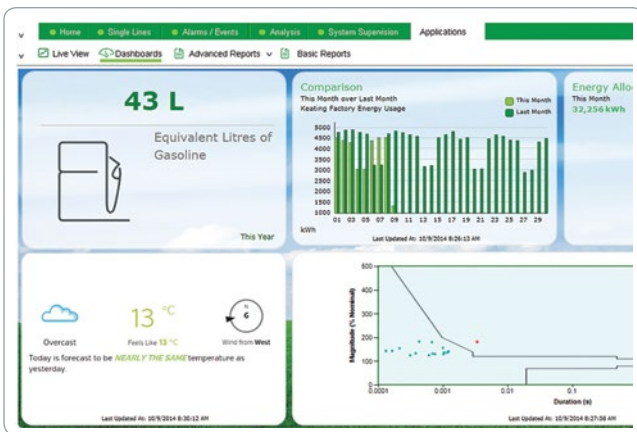 Home Single Lines Alarms / Events Analysis System Supervision Applications
Live View Dashboards Advanced Reports Basic Reports
43 L
Equivalent Litres of
Gasoline
This Year
Comparison
This Month over Last Month
Keating Factory Energy Usage
This Month
Last Month
5000
4500
4000
3500
3000
2500
2000
1500
1000
01 03 05 07 09 11 13 15 17 19 21 23 25 27 29
kWh
Last Updated At: 10/9/2014 8:26:13 AM
Energy Allo
This Month
32,256 kWh
Overcast
13 °C
Feels Like 13 °C
N
Wind from West
Today is forecast to be NEARLY THE SAME temperature as
yesterday.
Last Updated At: 10/9/2014 8:30:12 AM
Magnitude (% Nominal)
500
400
300
200
100
0
0.0001 0.001 0.01 0.1
Duration (s)
Last Updated At: 10/9/2014 8:27:58 AM